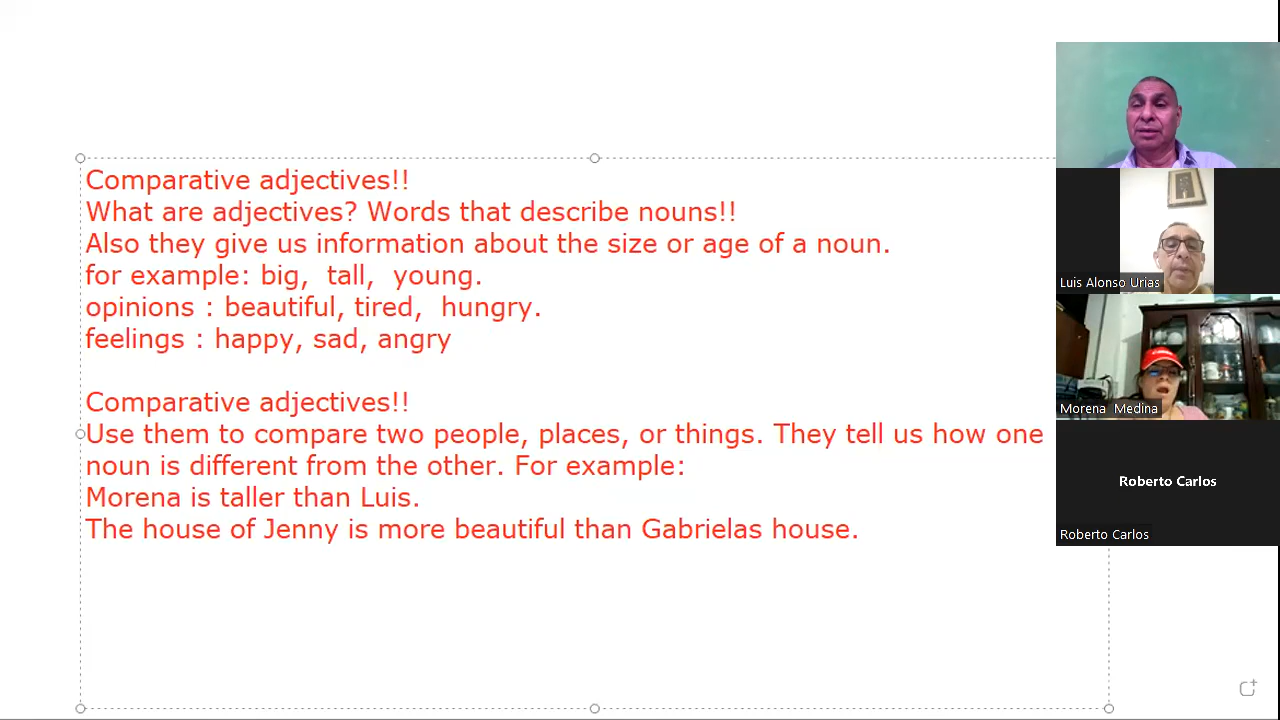 Comparative adjectives!!
What are adjectives? Words that describe nouns!!
Also they give us information about the size or age of a noun.
for example: big, tall, young.
opinions : beautiful, tired, hungry.
feelings : happy, sad, angry
Comparative adjectives!!
Use them to compare two people, places, or things. They tell us how one
noun is different from the other. For example:
Morena is taller than Luis.
The house of Jenny is more beautiful than Gabrielas house.
Luis Alonso Urias
Morena Medina
Roberto Carlos
Roberto Carlos